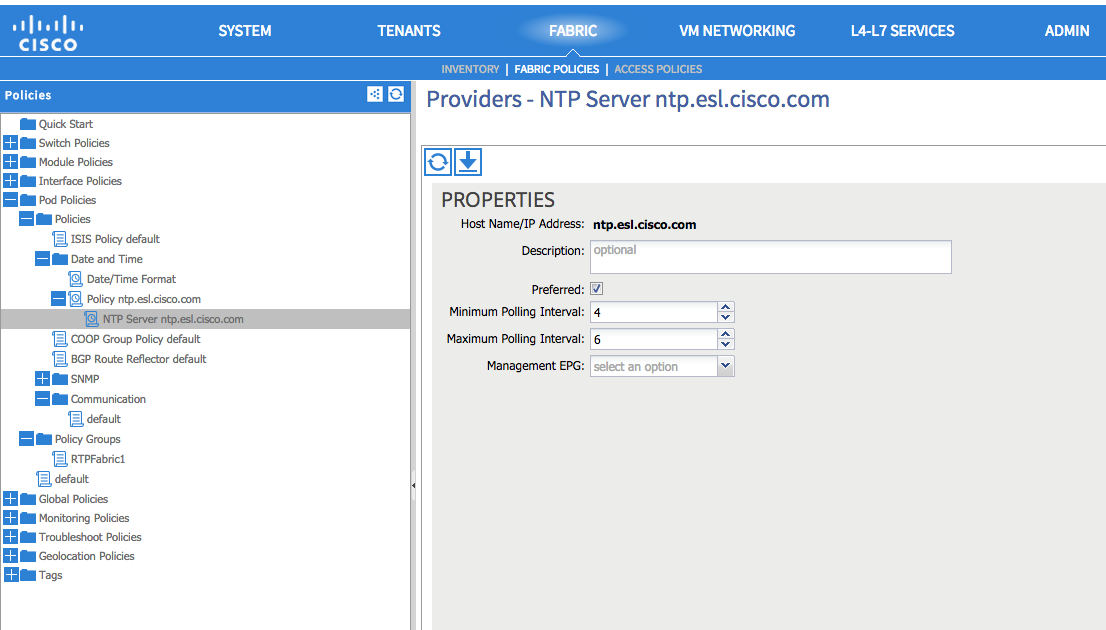 CISCO
SYSTEM TENANTS FABRIC VM NETWORKING L4-L7 SERVICES ADMIN
INVENTORY | FABRIC POLICIES | ACCESS POLICIES
Policies
Quick Start
Switch Policies
Module Policies
Interface Policies
Pod Policies
Policies
ISIS Policy default
Date and Time
Date/Time Format
Policy ntp.esl.cisco.com
NTP Server ntp.esl.cisco.com
COOP Group Policy default
BGP Route Reflector default
SNMP
Communication
default
Policy Groups
RTPFabric1
default
Global Policies
Monitoring Policies
Troubleshoot Policies
Geolocation Policies
Tags
Providers - NTP Server ntp.esl.cisco.com
PROPERTIES
Host Name/IP Address: ntp.esl.cisco.com
Description: optional
Preferred:
Minimum Polling Interval: 4
Maximum Polling Interval: 6
Management EPG: select an option